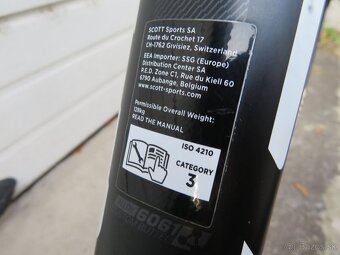 SCOTT Sports SA
Route du Crochet 17
CH-1762 Givisiez, Switzerland
EEA Importer: SSG (Europe)
Distribution Center SA
P.E.D. Zone C1, Rue du Kiell 60
6790 Aubange, Belgium
www.scott-sports.com
Permissible Overall Weight:
128kg
READ THE MANUAL
ISO 4210
CATEGORY
3
6061